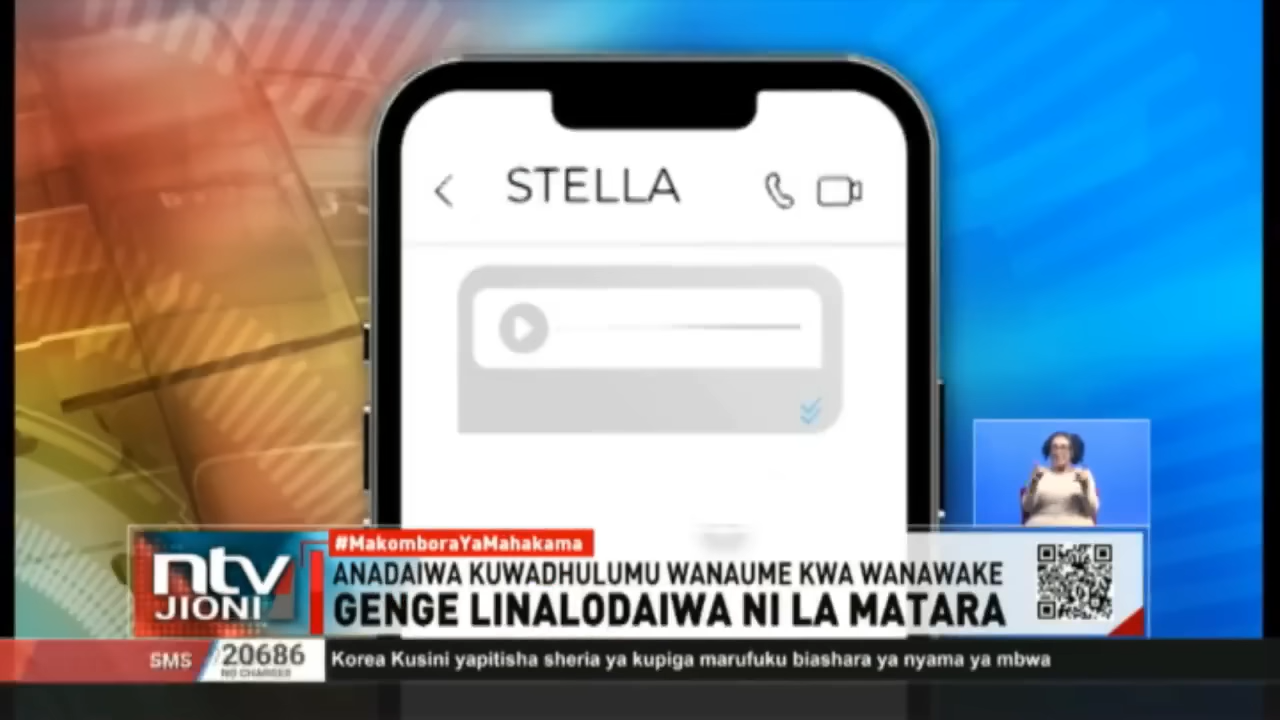 STELLA
#MakomboraYaMahakama
ntv
JIONI
ANADAIWA KUWADHULUMU WANAUME KWA WANAWAKE
GENGE LINALODAIWA NI LA MATARA
SMS
20686
NO CHARGES
Korea Kusini yapitisha sheria ya kupiga marufuku biashara ya nyama ya mbwa